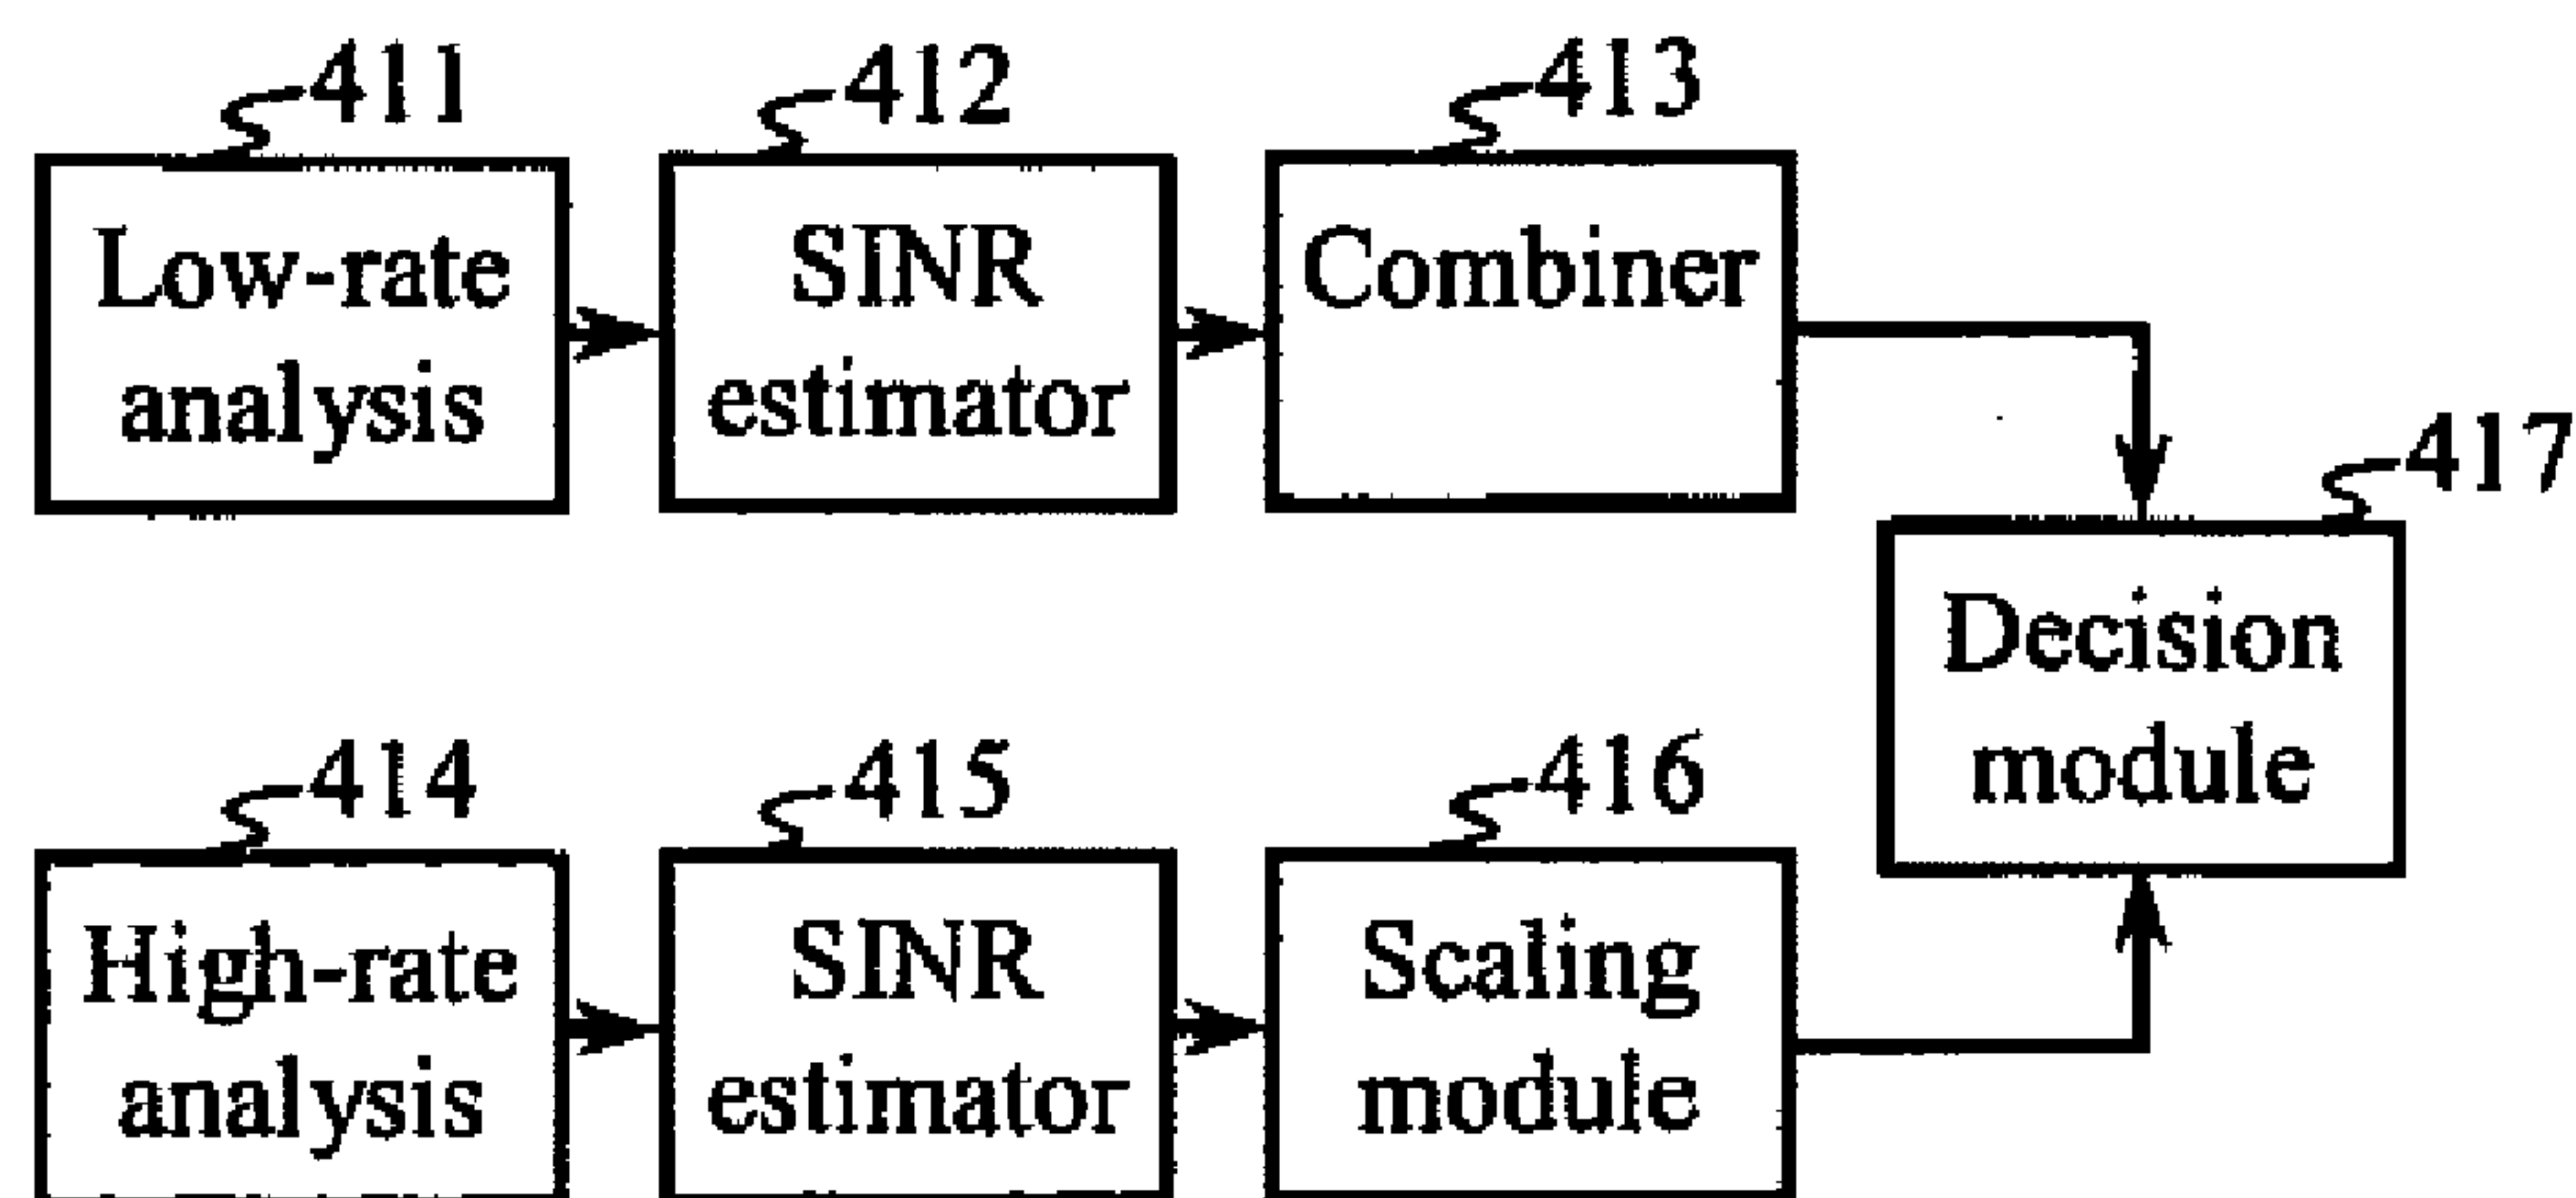 411
412
413
Low-rate
analysis
SINR
estimator
Combiner
417
Decision
module
414
415
416
High-rate
analysis
SINR
estimator
Scaling
module